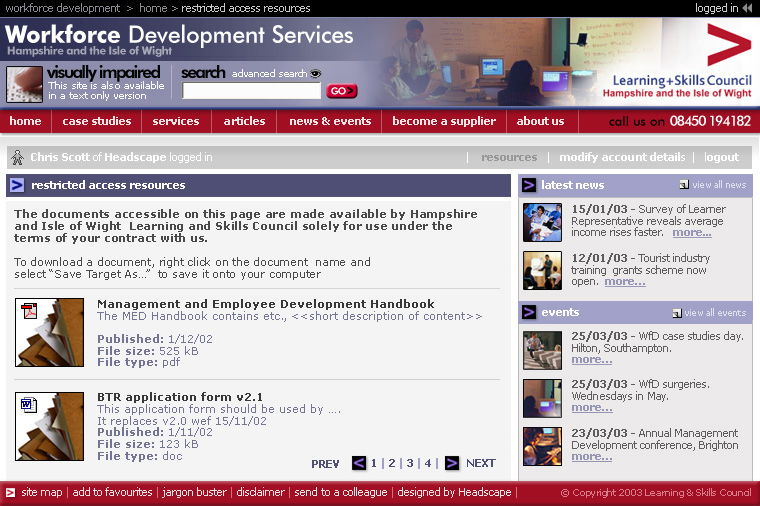 workforce development > home > restricted access resources
logged in
Workforce Development Services
Hampshire and the Isle of Wight
visually impaired
This site is also available
in a text only version
search advanced search
GO
Learning+Skills Council
Hampshire and the Isle of Wight
home case studies services articles news & events become a supplier about us
call us on 08450 194182
Chris Scott of Headscape logged in
| resources | modify account details | logout
restricted access resources
The documents accessible on this page are made available by Hampshire
and Isle of Wight Learning and Skills Council solely for use under the
terms of your contract with us.
To download a document, right click on the document name and
select "Save Target As..." to save it onto your computer
Management and Employee Development Handbook
The MED Handbook contains etc., <<short description of content>>
Published: 1/12/02
File size: 525 kB
File type: pdf
BTR application form v2.1
This application form should be used by ....
It replaces v2.0 wef 15/11/02
Published: 1/11/02
File size: 123 kB
File type: doc
PREV < 1 | 2 | 3 | 4 | > NEXT
latest news
view all news
15/01/03 - Survey of Learner
Representative reveals average
income rises faster. more...
12/01/03 - Tourist industry
training grants scheme now
open. more...
events
view all events
25/03/03 - WfD case studies day.
Hilton, Southampton.
more...
25/03/03 - WfD surgeries.
Wednesdays in May.
more...
23/03/03 - Annual Management
Development conference, Brighton
more...
site map | add to favourites | jargon buster | disclaimer | send to a colleague | designed by Headscape |
© Copyright 2003 Learning & Skills Council